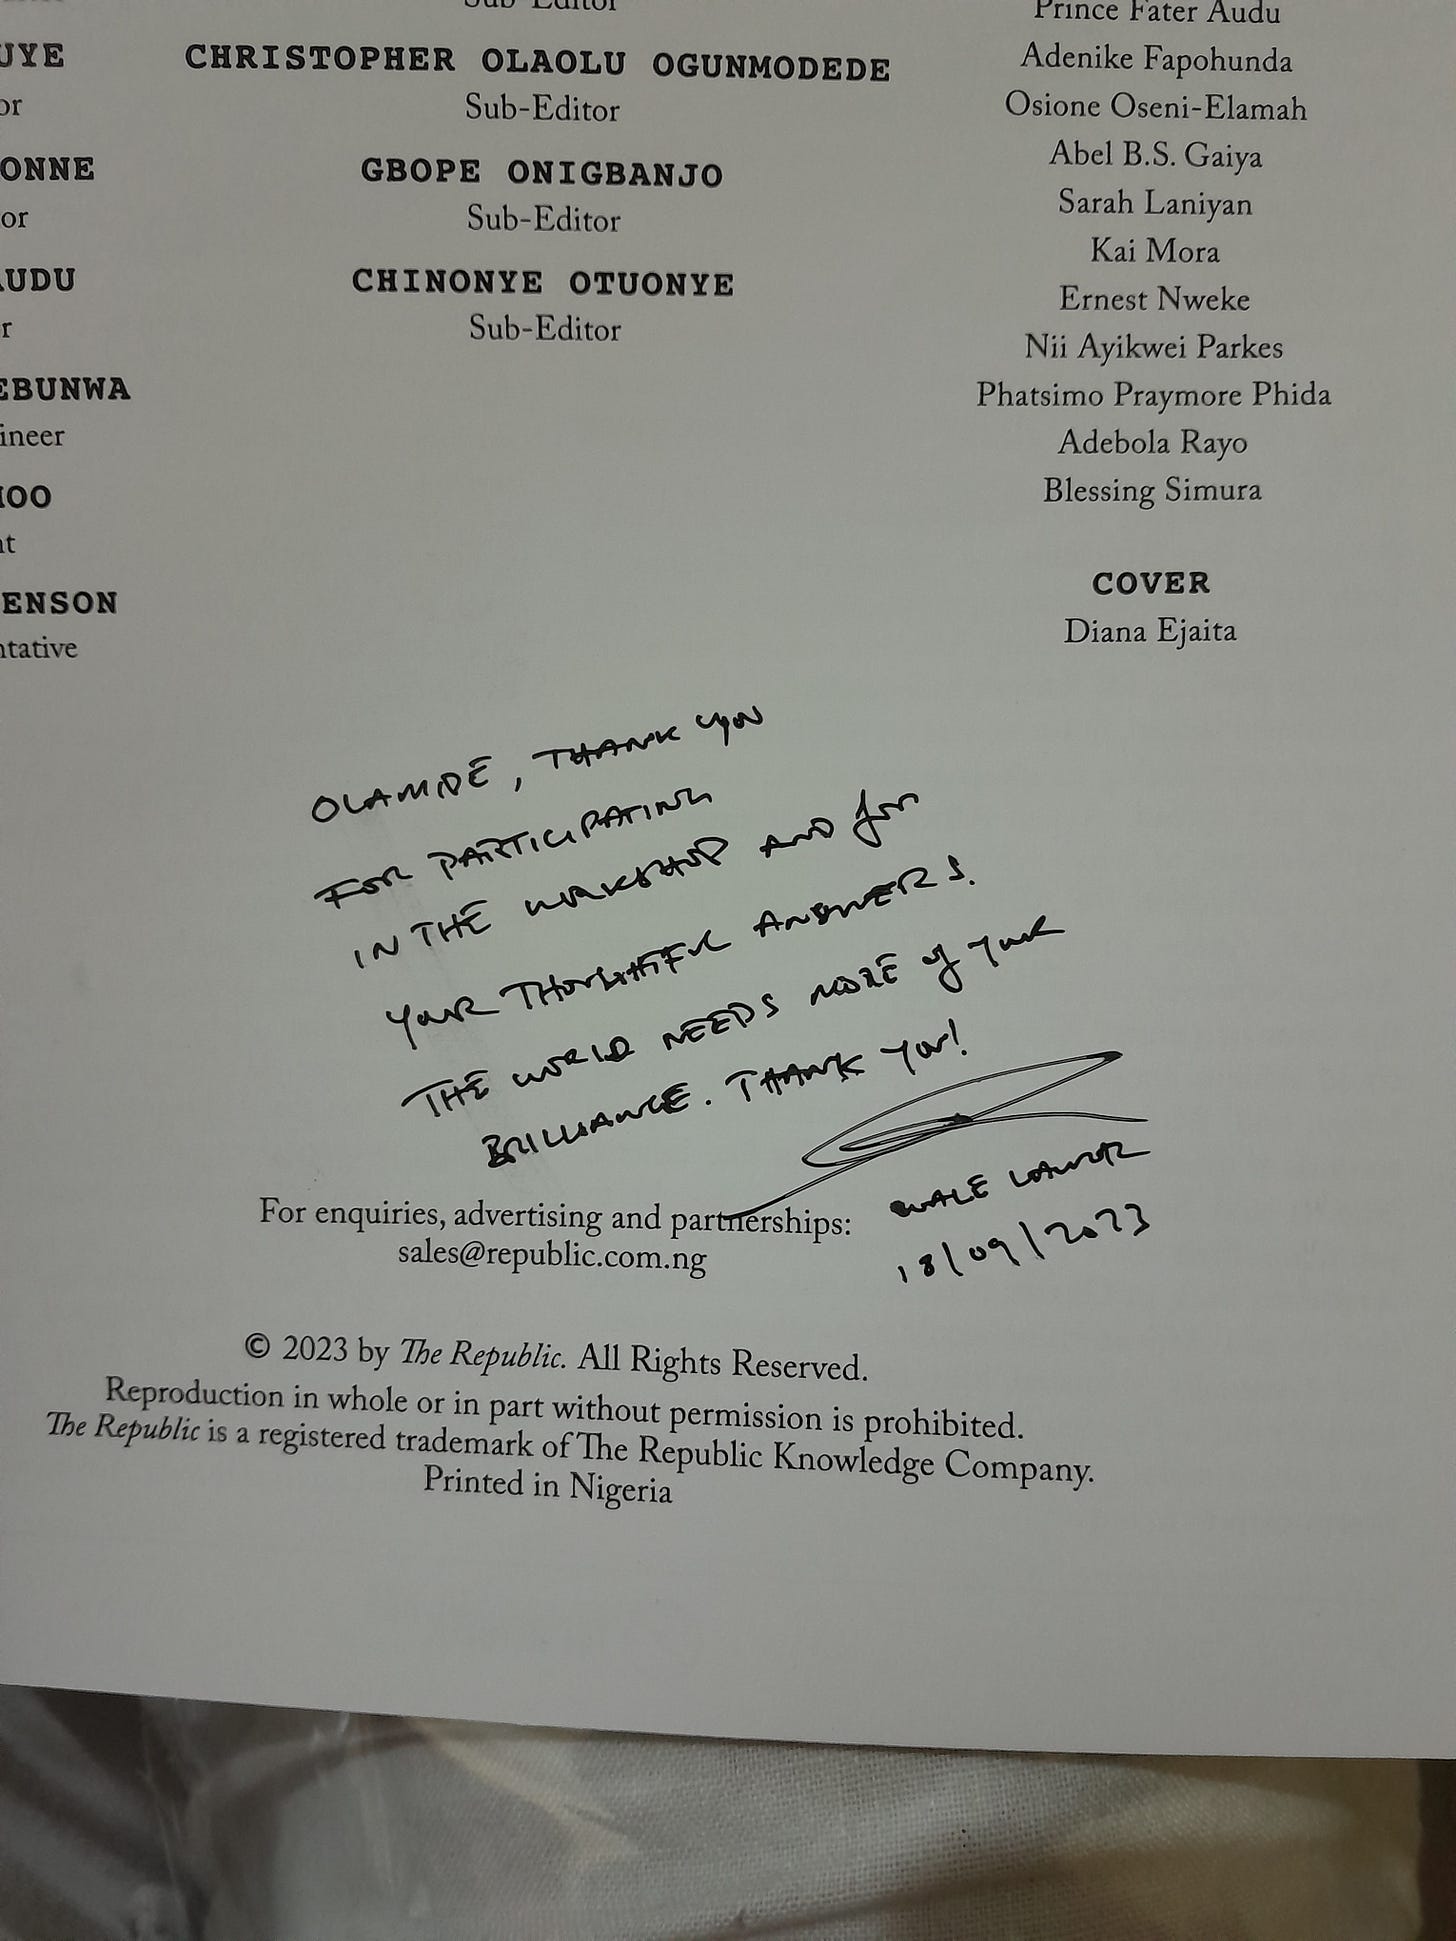 Sub-Editor
CHRISTOPHER OLAOLU OGUNMODEDE
Sub-Editor
GBOPE ONIGBANJO
Sub-Editor
CHINONYE OTUONYE
Sub-Editor
UYE
or
ONNE
or
AUDU
r
EBUNWA
ineer
HOO
nt
ENSON
ntative
Prince Fater Audu
Adenike Fapohunda
Osione Oseni-Elamah
Abel B.S. Gaiya
Sarah Laniyan
Kai Mora
Ernest Nweke
Nii Ayikwei Parkes
Phatsimo Praymore Phida
Adebola Rayo
Blessing Simura
COVER
Diana Ejaita
OLAMIDE, THANK YOU
FOR PARTICIPATING
IN THE WORKSHOP AND for
YOUR THOUGHTFUL ANSWERS.
THE WORLD NEEDS MORE of YOUR
BRILLIANCE. THANK YOU!
WALE LAWAL
18/09/2023
For enquiries, advertising and partnerships:
sales@republic.com.ng
© 2023 by The Republic. All Rights Reserved.
Reproduction in whole or in part without permission is prohibited.
The Republic is a registered trademark of The Republic Knowledge Company.
Printed in Nigeria